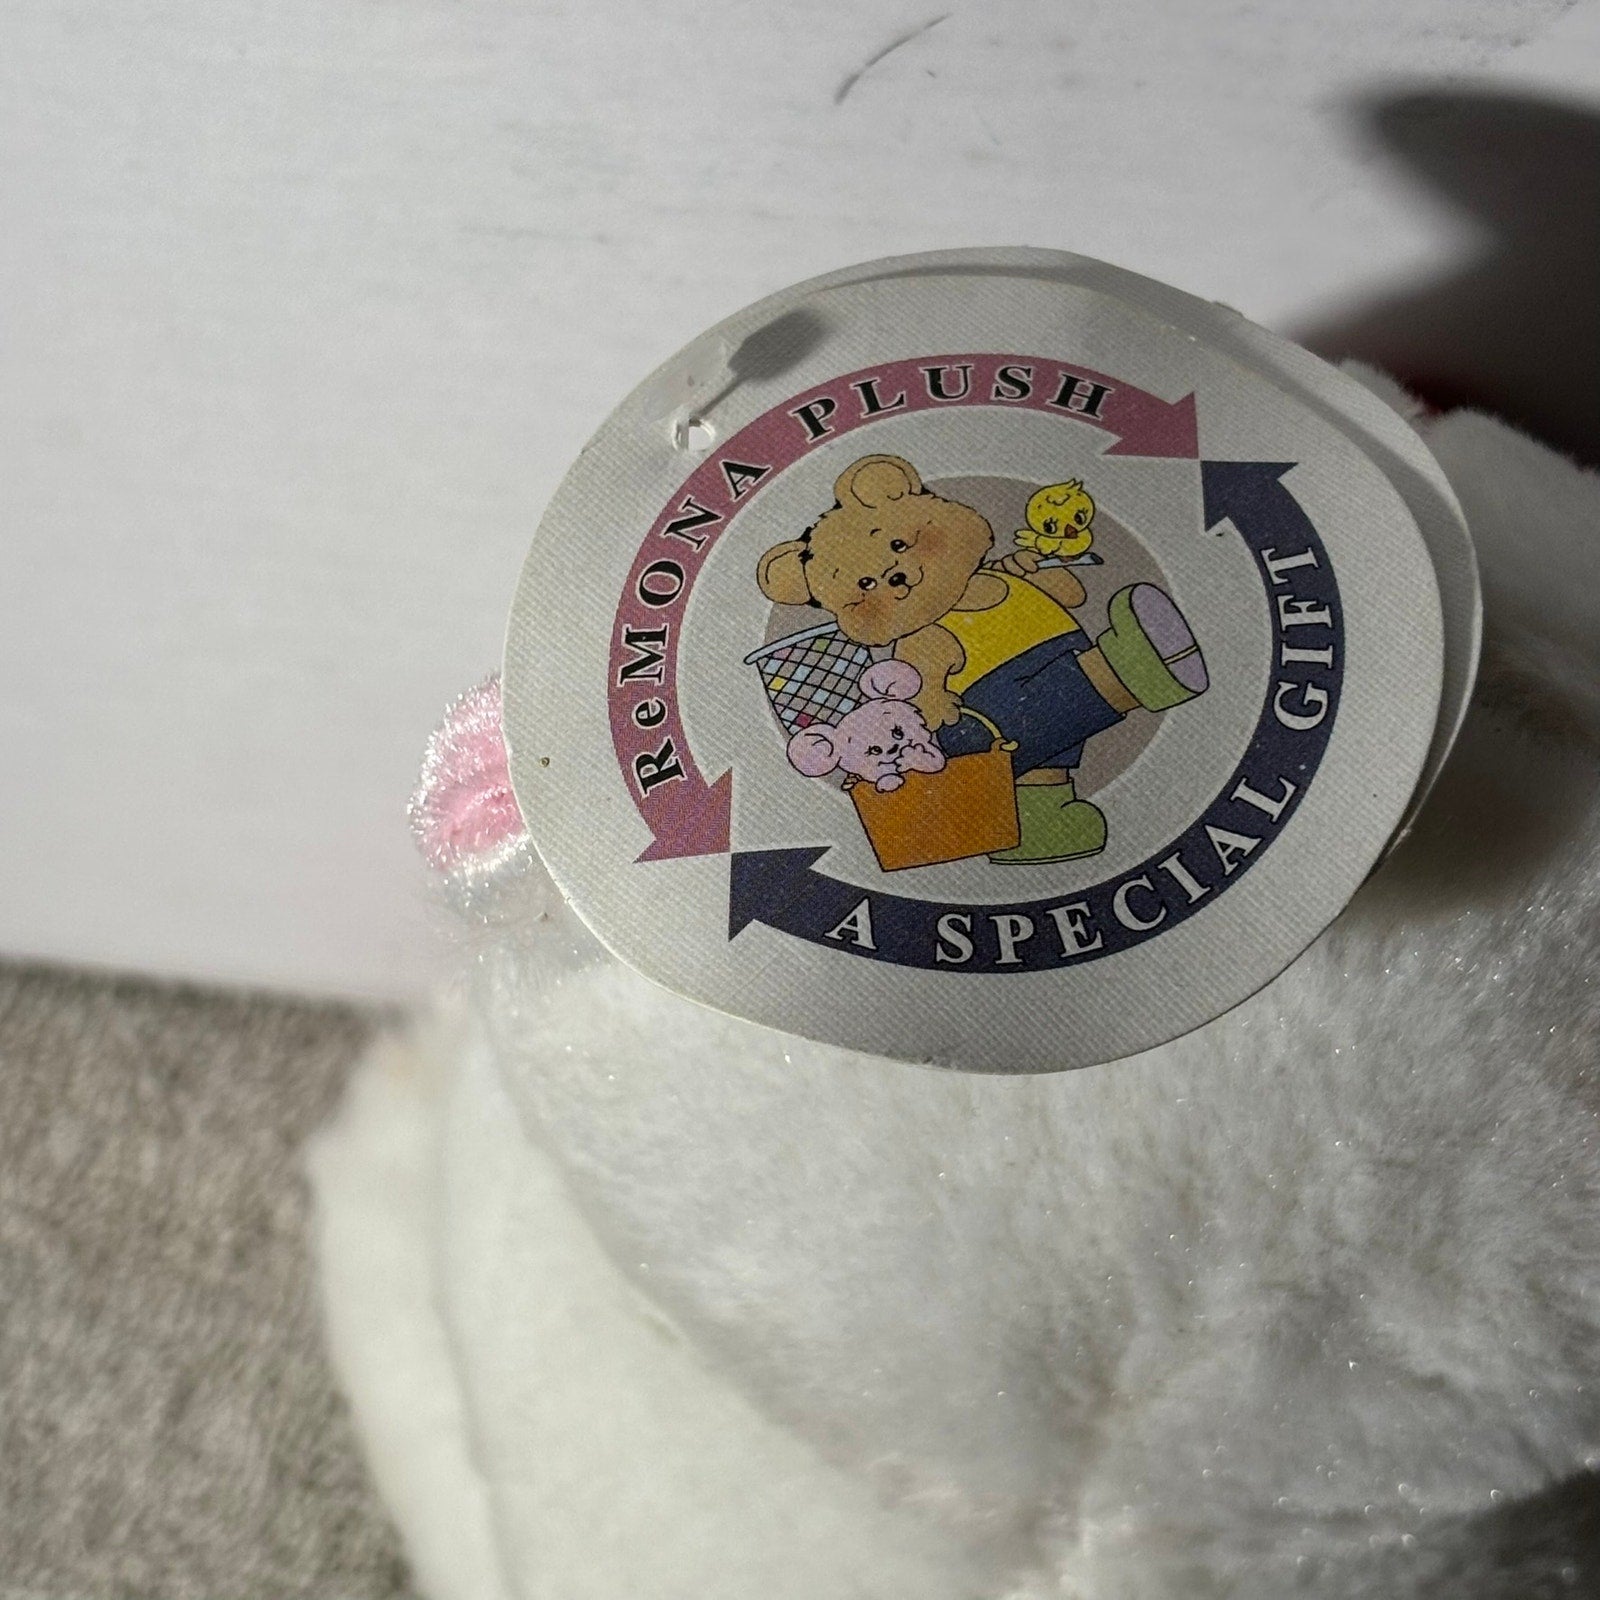 ReMONA PLUSH
A SPECIAL GIFT